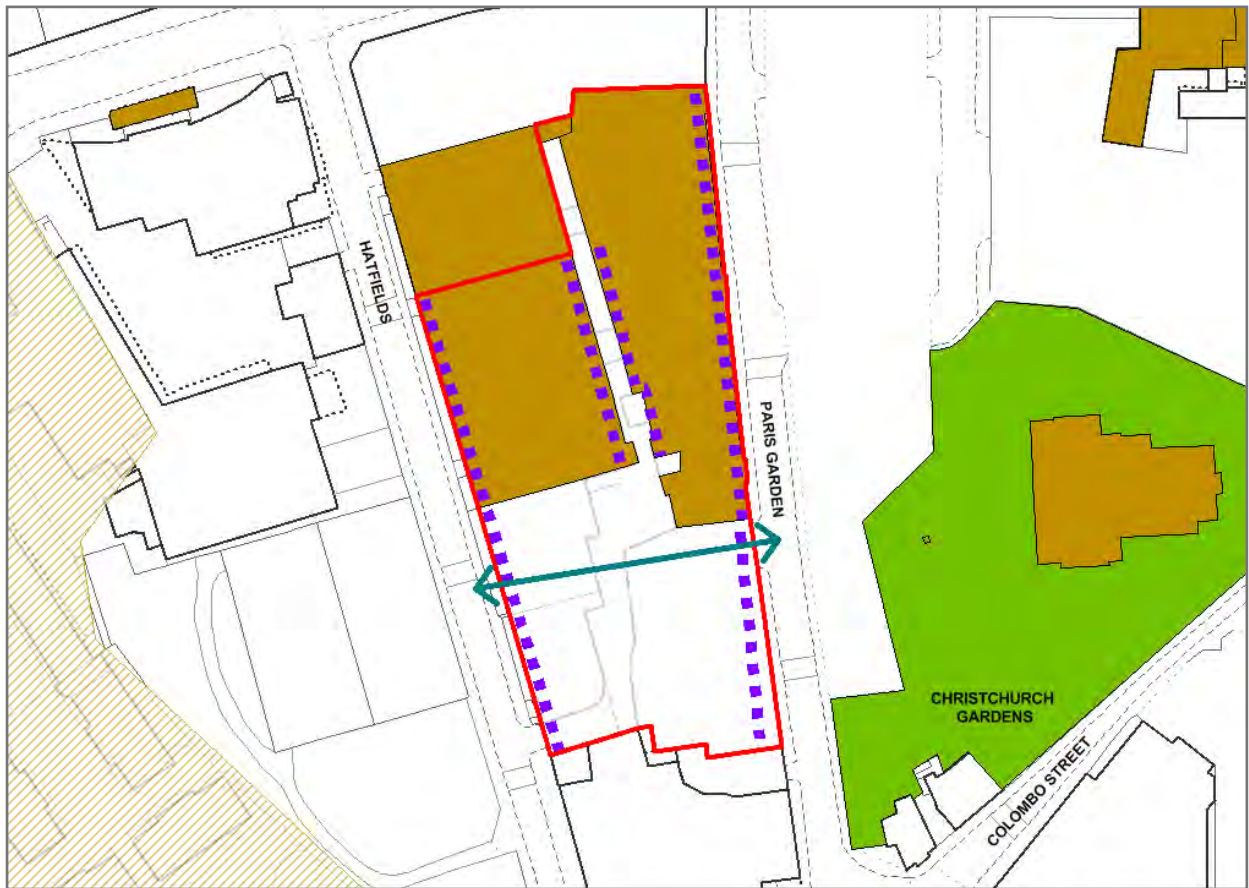 HATFIELDS
PARIS GARDEN
CHRISTCHURCH
GARDENS
COLOMBO STREET